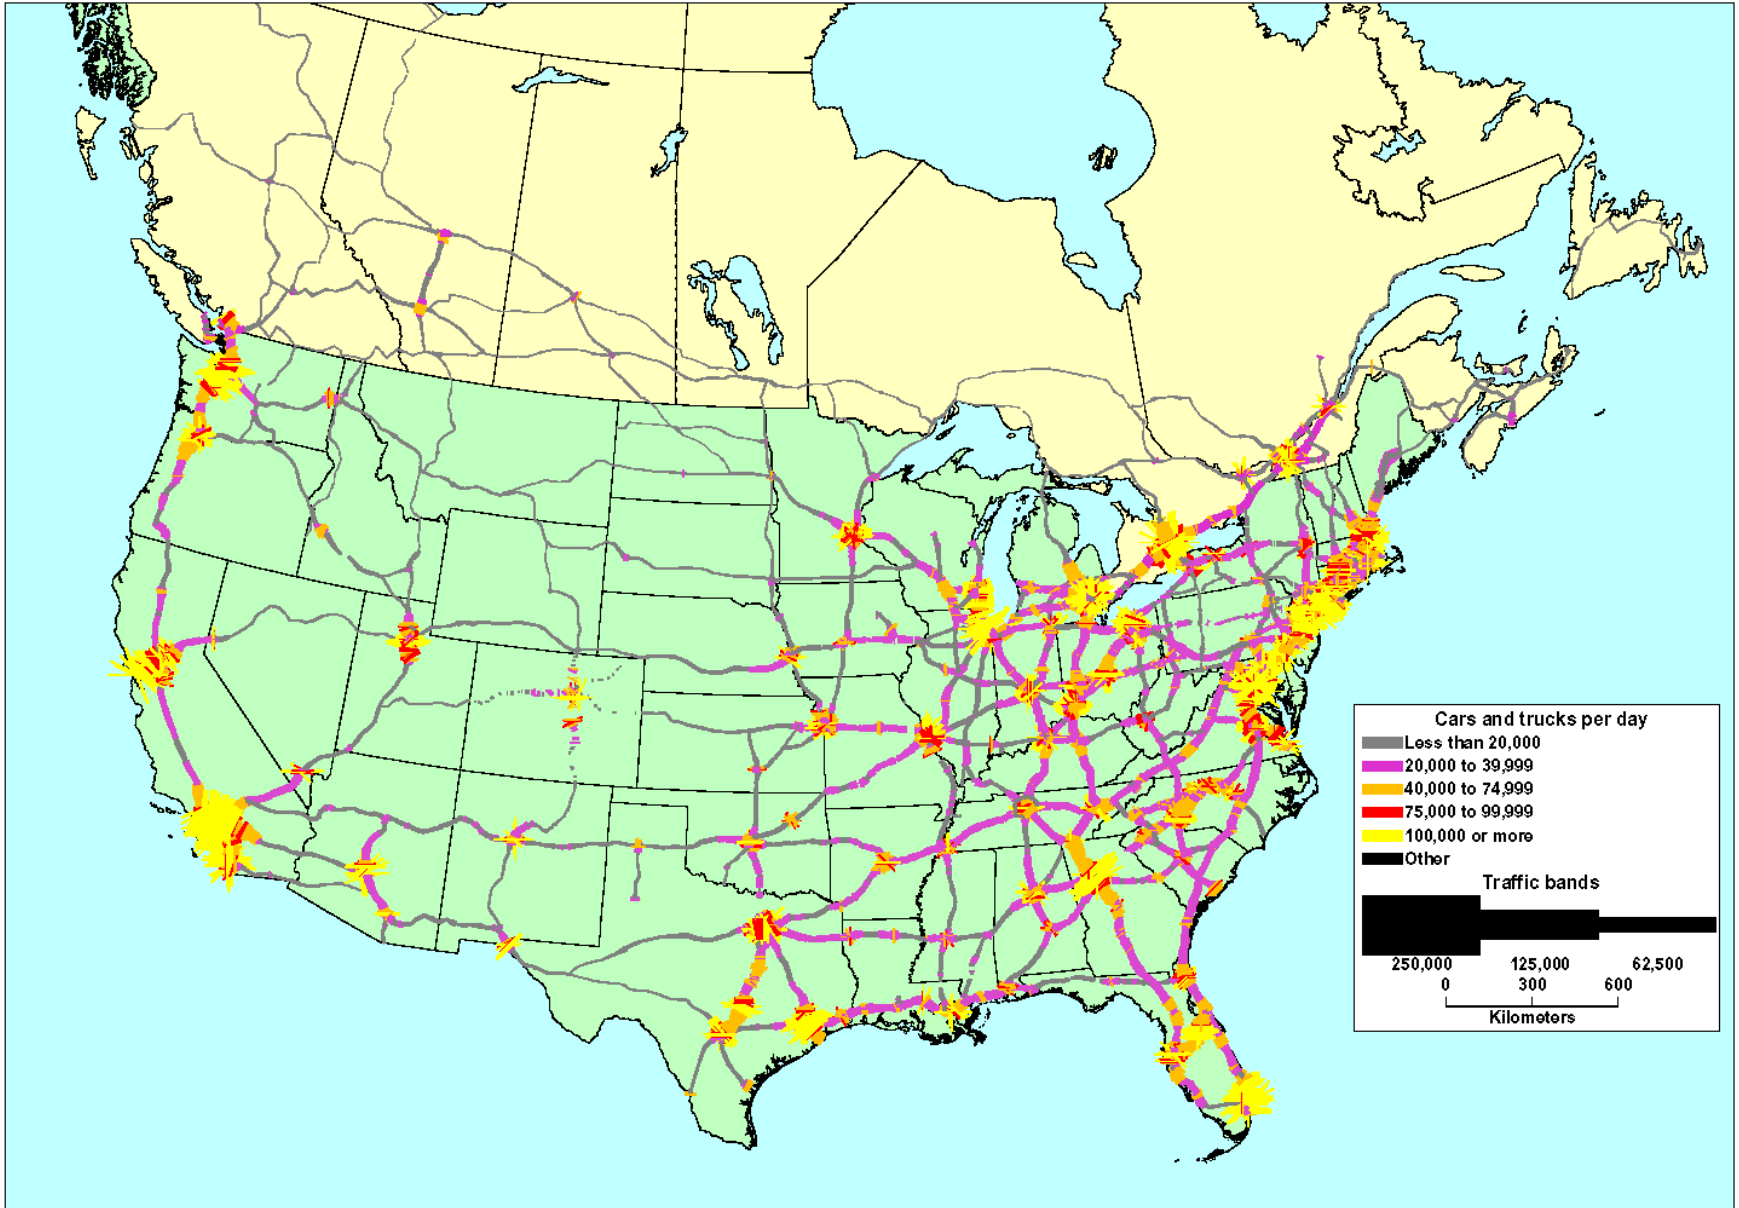 Cars and trucks per day
Less than 20,000
20,000 to 39,999
40,000 to 74,999
75,000 to 99,999
100,000 or more
Other
Traffic bands
250,000 125,000 62,500
0 300 600
Kilometers